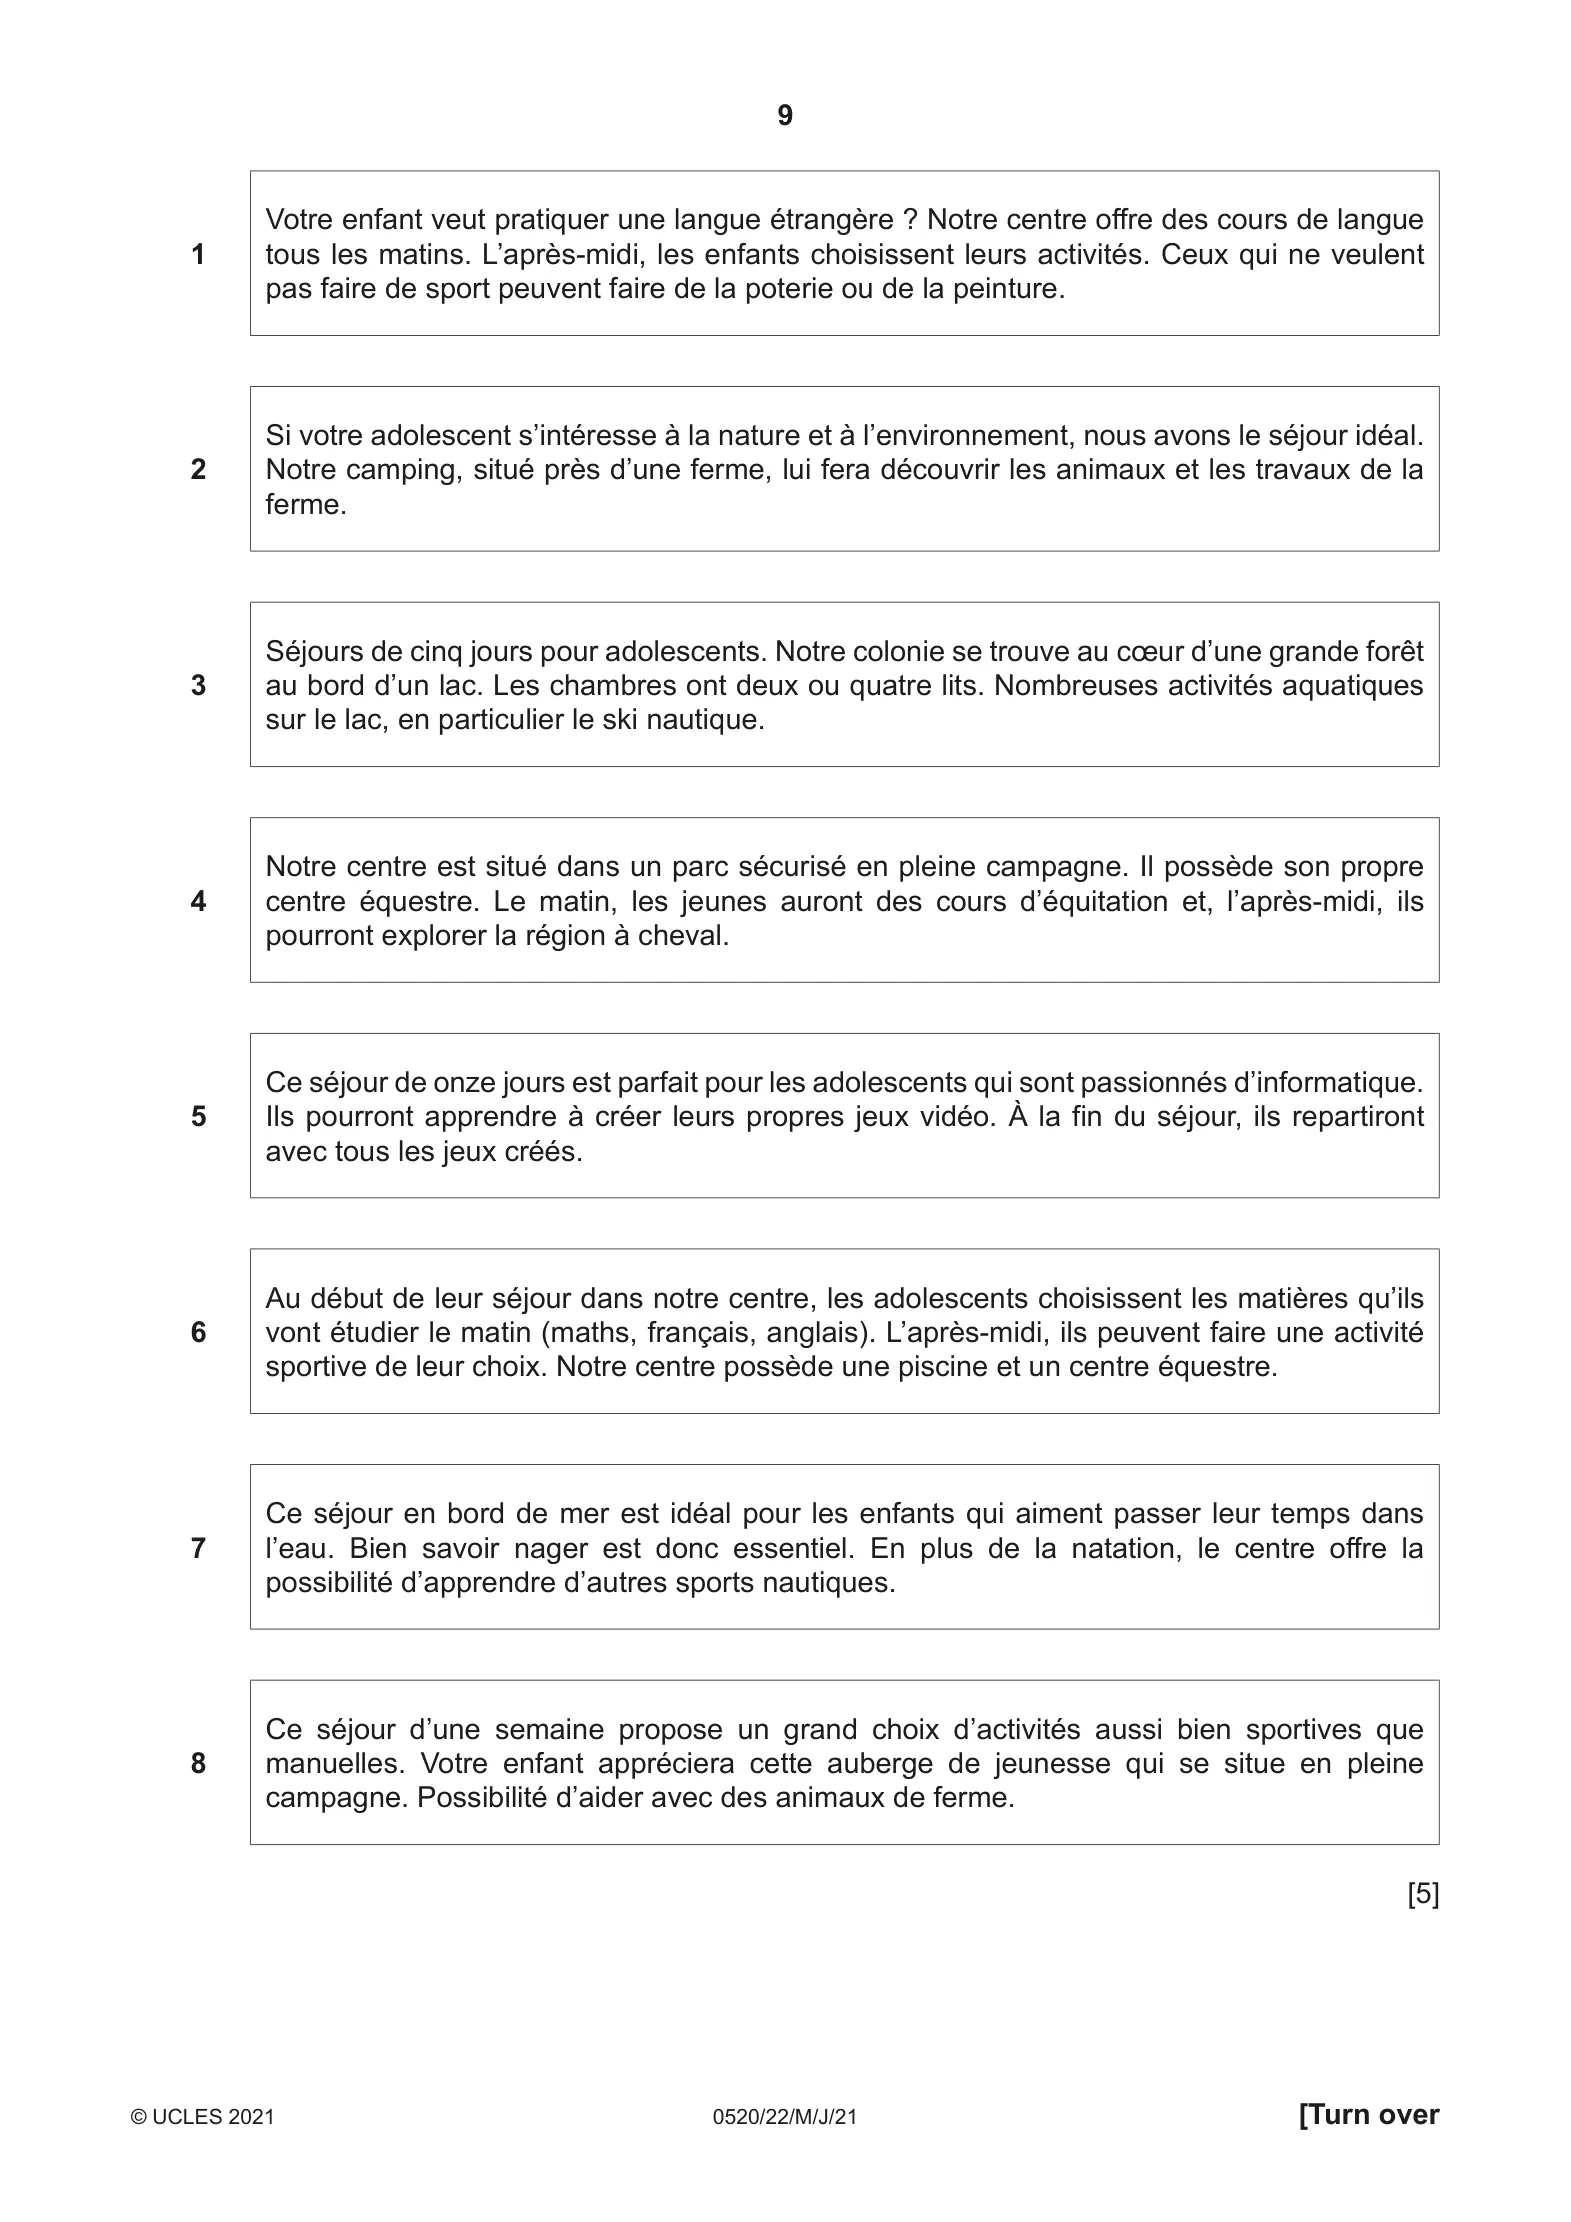 9
1
Votre enfant veut pratiquer une langue étrangère ? Notre centre offre des cours de langue
tous les matins. L’après-midi, les enfants choisissent leurs activités. Ceux qui ne veulent
pas faire de sport peuvent faire de la poterie ou de la peinture.
2
Si votre adolescent s’intéresse à la nature et à l’environnement, nous avons le séjour idéal.
Notre camping, situé près d’une ferme, lui fera découvrir les animaux et les travaux de la
ferme.
3
Séjours de cinq jours pour adolescents. Notre colonie se trouve au cœur d’une grande forêt
au bord d’un lac. Les chambres ont deux ou quatre lits. Nombreuses activités aquatiques
sur le lac, en particulier le ski nautique.
4
Notre centre est situé dans un parc sécurisé en pleine campagne. Il possède son propre
centre équestre. Le matin, les jeunes auront des cours d’équitation et, l’après-midi, ils
pourront explorer la région à cheval.
5
Ce séjour de onze jours est parfait pour les adolescents qui sont passionnés d’informatique.
Ils pourront apprendre à créer leurs propres jeux vidéo. À la fin du séjour, ils repartiront
avec tous les jeux créés.
6
Au début de leur séjour dans notre centre, les adolescents choisissent les matières qu’ils
vont étudier le matin (maths, français, anglais). L’après-midi, ils peuvent faire une activité
sportive de leur choix. Notre centre possède une piscine et un centre équestre.
7
Ce séjour en bord de mer est idéal pour les enfants qui aiment passer leur temps dans
l’eau. Bien savoir nager est donc essentiel. En plus de la natation, le centre offre la
possibilité d’apprendre d’autres sports nautiques.
8
Ce séjour d’une semaine propose un grand choix d’activités aussi bien sportives que
manuelles. Votre enfant appréciera cette auberge de jeunesse qui se situe en pleine
campagne. Possibilité d’aider avec des animaux de ferme.
[5]
© UCLES 2021
0520/22/M/J/21
[Turn over